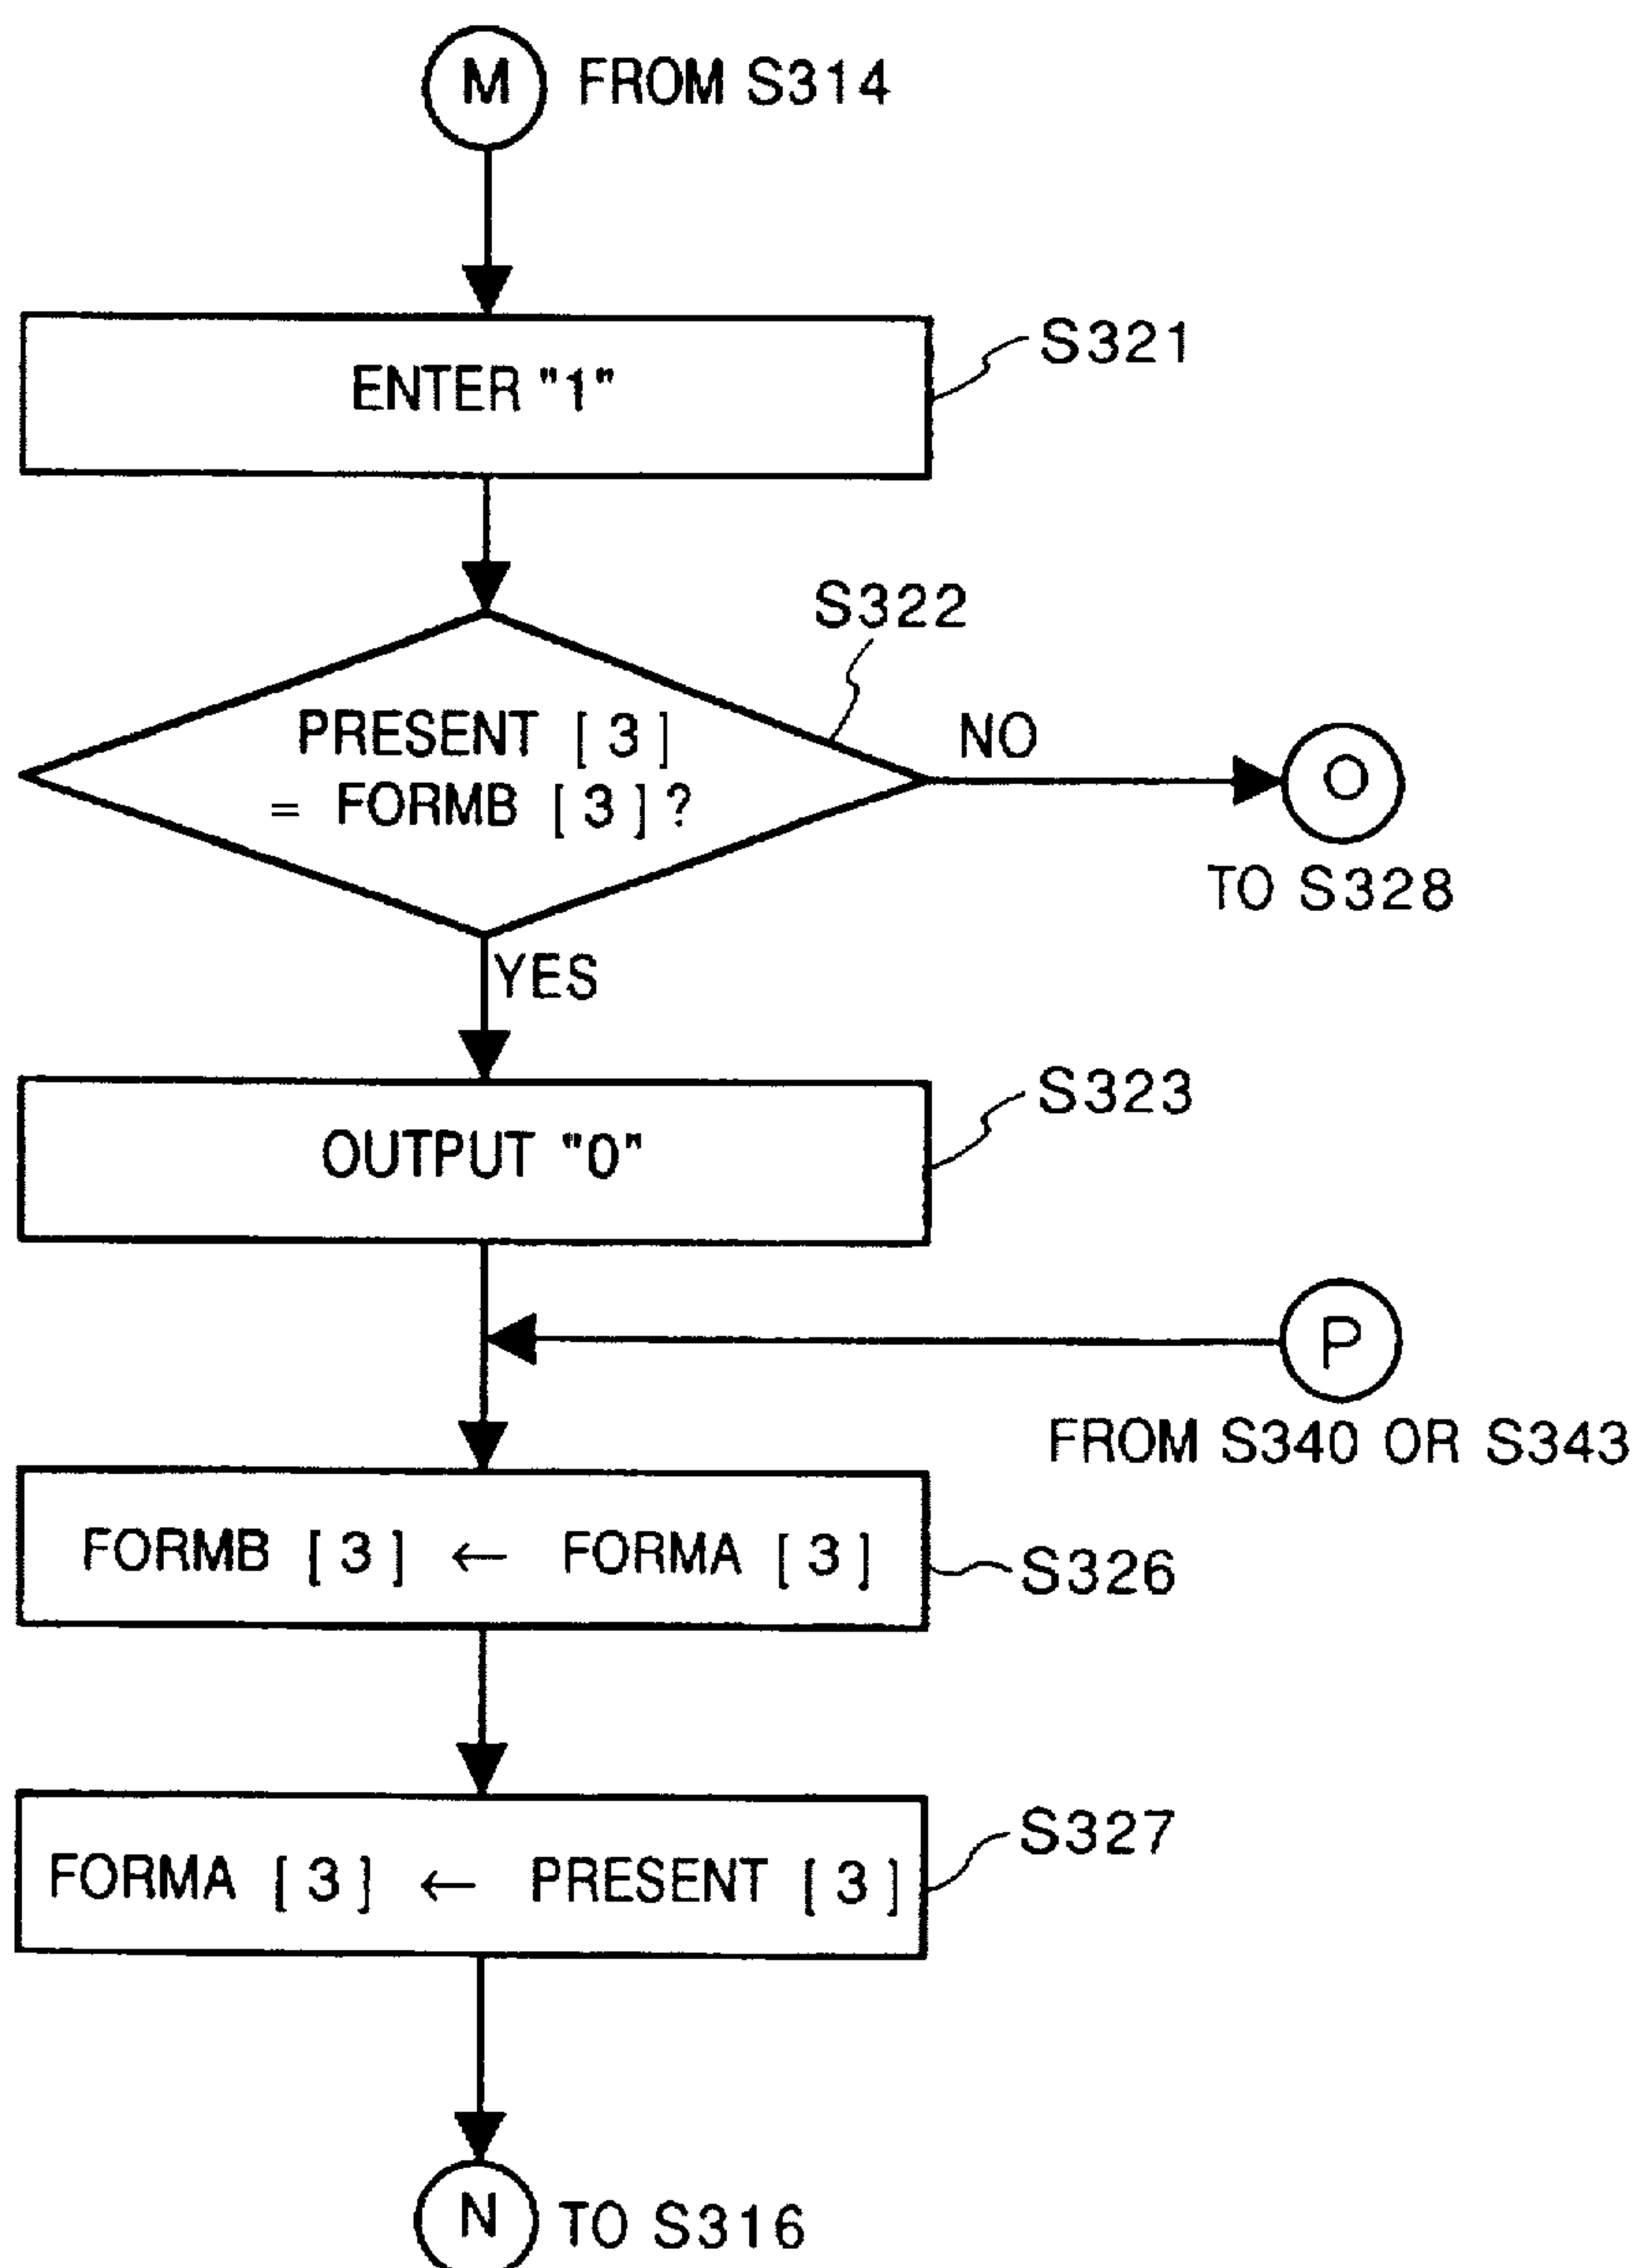 M FROM S314
ENTER "1"
S321
S322
PRESENT [3]
= FORMB [3]?
NO
O
TO S328
YES
OUTPUT "0"
S323
P
FROM S340 OR S343
FORMB [3] ← FORMA [3]
S326
FORMA [3] ← PRESENT [3]
S327
N TO S316